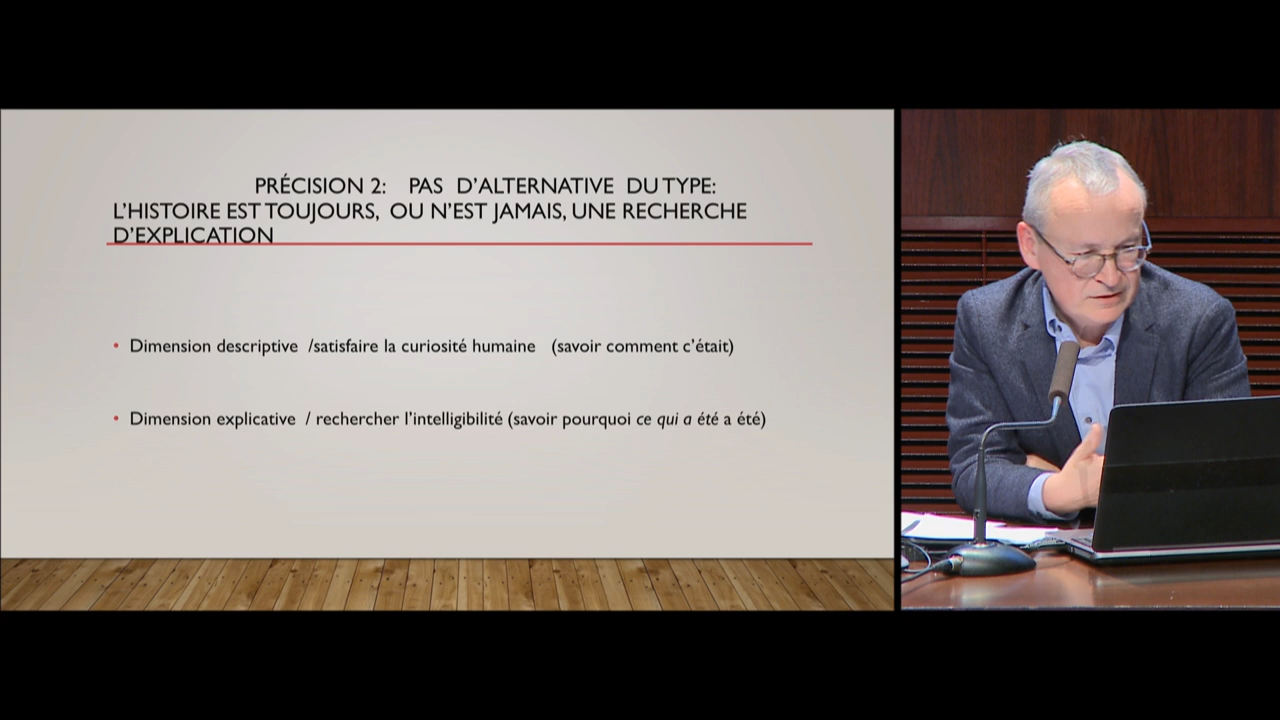 PRÉCISION 2: PAS D’ALTERNATIVE DU TYPE:
L’HISTOIRE EST TOUJOURS, OU N’EST JAMAIS, UNE RECHERCHE
D’EXPLICATION
• Dimension descriptive /satisfaire la curiosité humaine (savoir comment c’était)
• Dimension explicative / rechercher l’intelligibilité (savoir pourquoi ce qui a été a été)